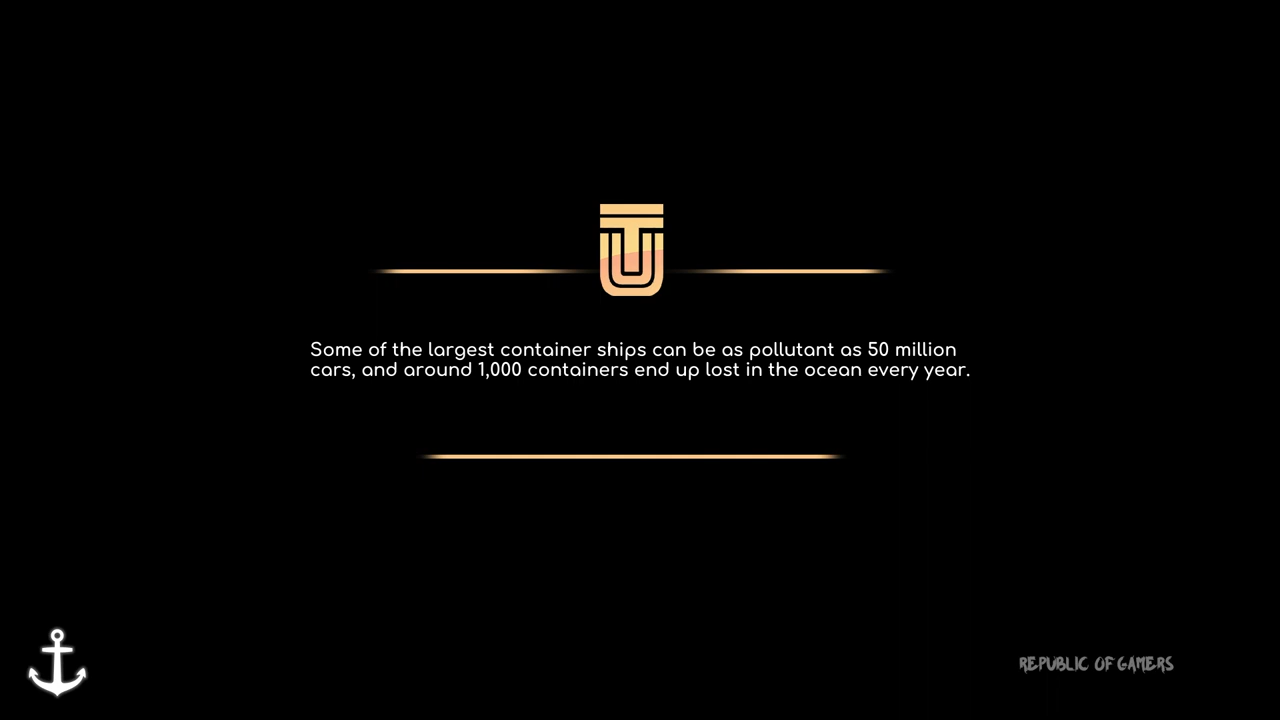 Some of the largest container ships can be as pollutant as 50 million
cars, and around 1,000 containers end up lost in the ocean every year.
REPUBLIC OF GAMERS